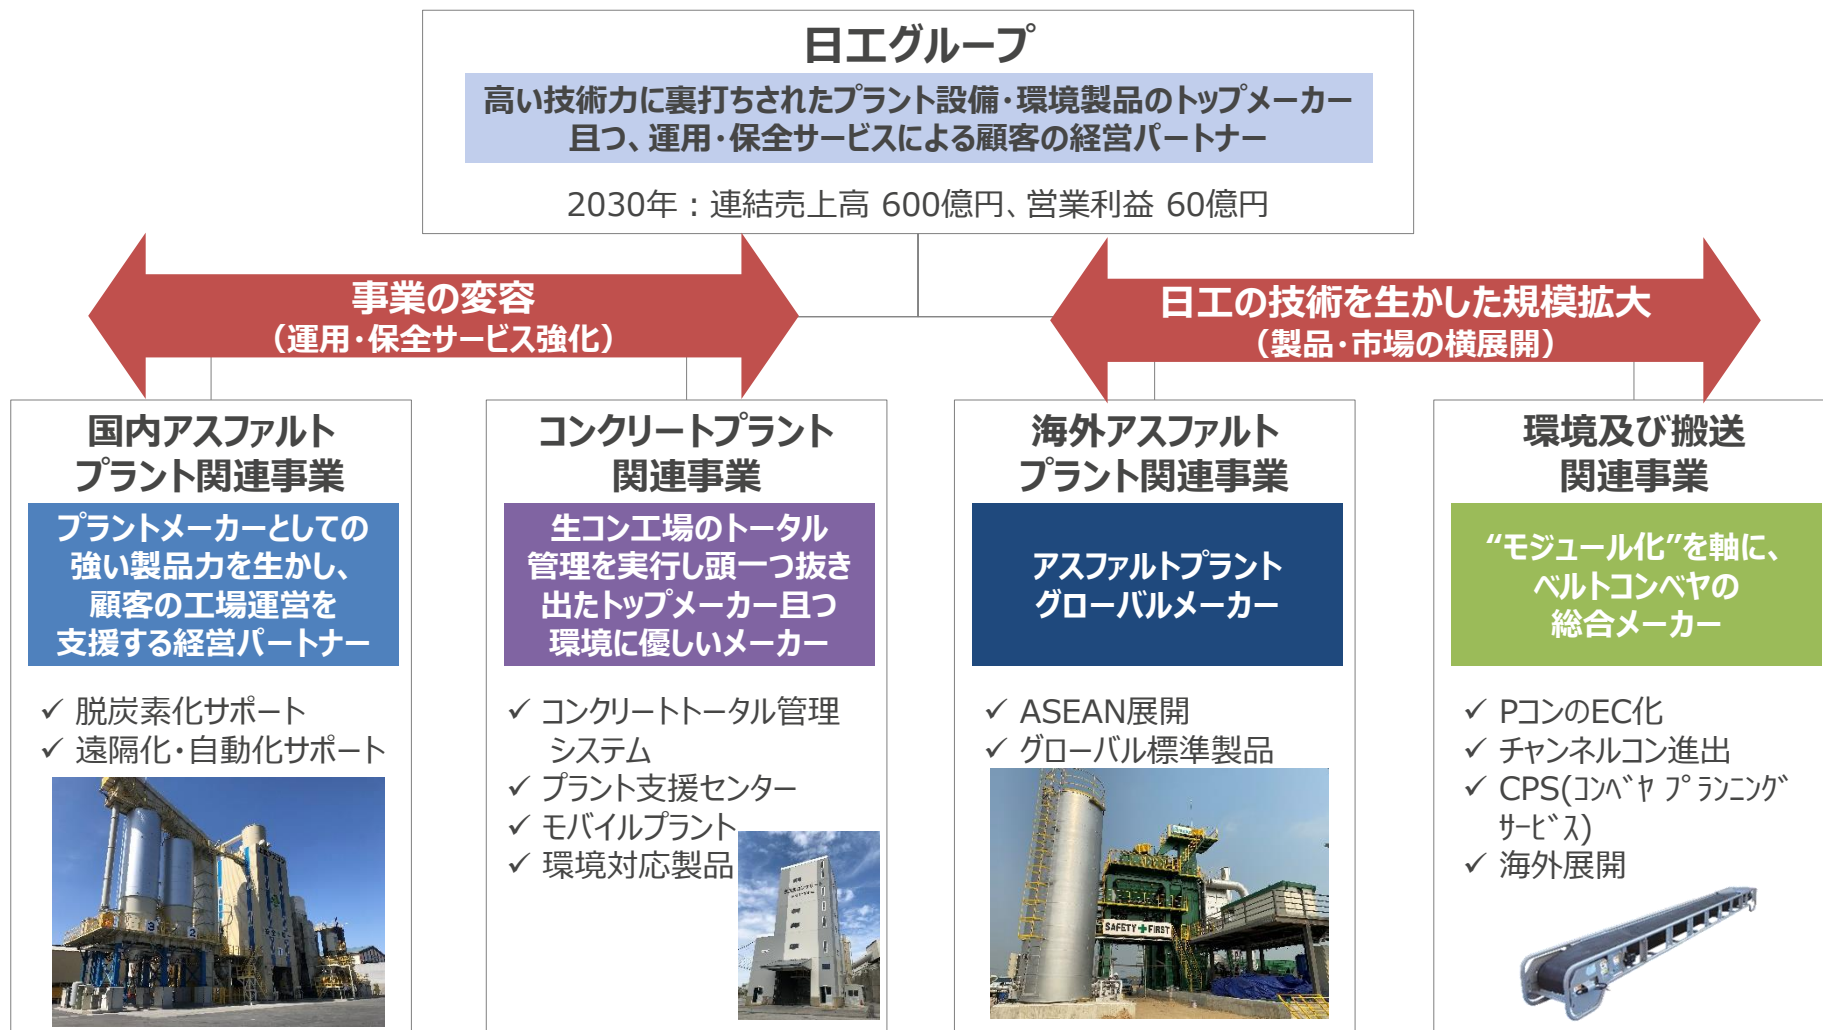 日工グループ
高い技術力に裏打ちされたプラント設備・環境製品のトップメーカー
且つ、運用・保全サービスによる顧客の経営パートナー
2030年：連結売上高 600億円、営業利益 60億円
事業の変容
（運用・保全サービス強化）
日工の技術を生かした規模拡大
（製品・市場の横展開）
国内アスファルト
プラント関連事業
プラントメーカーとしての
強い製品力を生かし、
顧客の工場運営を
支援する経営パートナー
✓ 脱炭素化サポート
✓ 遠隔化・自動化サポート
3
2
コンクリートプラント
関連事業
生コン工場のトータル
管理を実行し頭一つ抜き
出たトップメーカー且つ
環境に優しいメーカー
✓ コンクリートトータル管理
システム
✓ プラント支援センター
✓ モバイルプラント
✓ 環境対応製品
海外アスファルト
プラント関連事業
アスファルトプラント
グローバルメーカー
✓ ASEAN展開
✓ グローバル標準製品
SAFETY FIRST
環境及び搬送
関連事業
“モジュール化”を軸に、
ベルトコンベヤの
総合メーカー
✓ PコンのEC化
✓ チャンネルコン進出
✓ CPS(ｺﾝﾍﾞﾔ ﾌﾟﾗﾝﾆﾝｸﾞ
ｻｰﾋﾞｽ)
✓ 海外展開